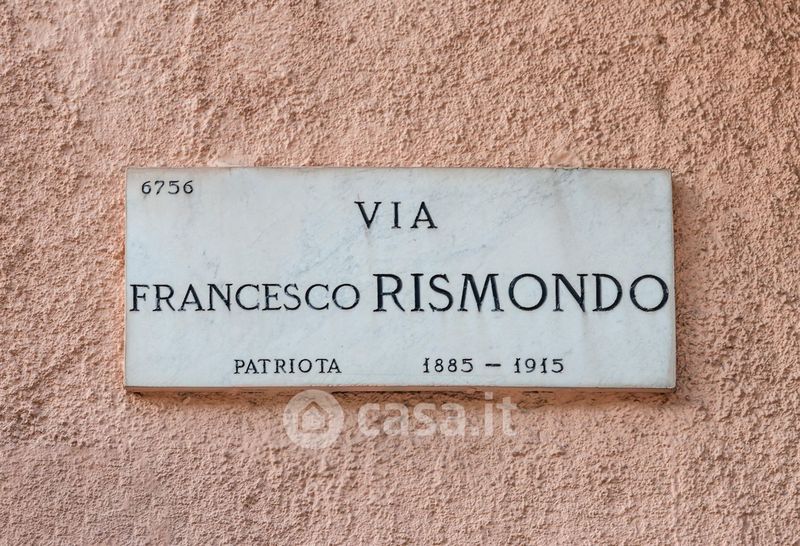 6756
VIA
FRANCESCO RISMONDO
PATRIOTA 1885 – 1915
casa.it